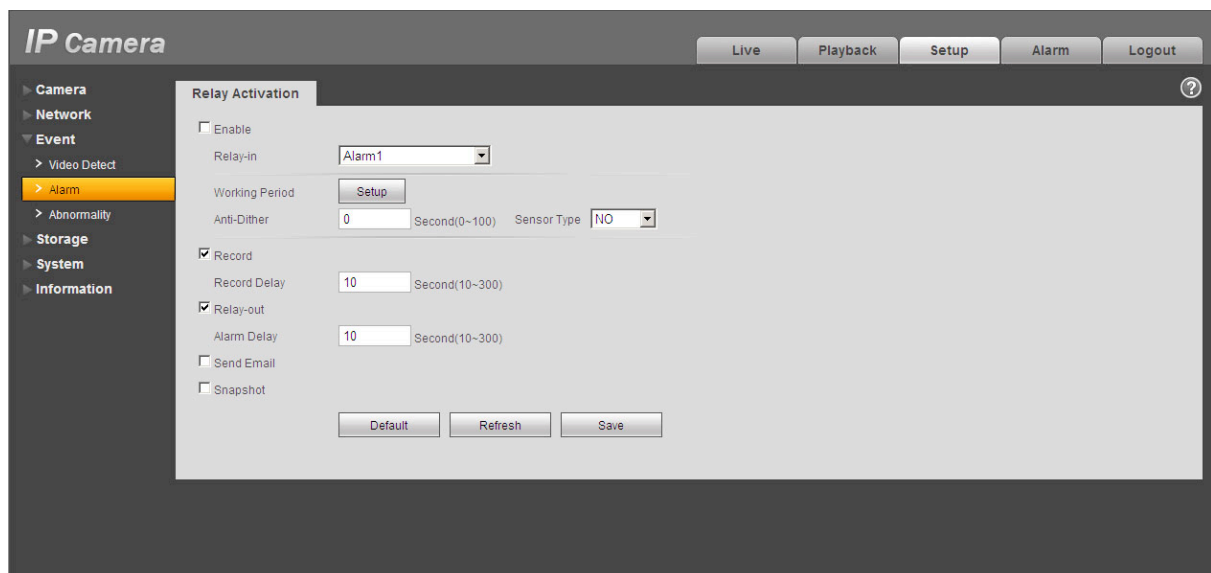 IP Camera
Live
Playback
Setup
Alarm
Logout
Camera
Network
Event
> Video Detect
> Alarm
> Abnormality
Storage
System
Information
Relay Activation
?
Enable
Relay-in Alarm1
Working Period Setup
Anti-Dither 0 Second(0~100) Sensor Type NO
Record
Record Delay 10 Second(10~300)
Relay-out
Alarm Delay 10 Second(10~300)
Send Email
Snapshot
Default Refresh Save